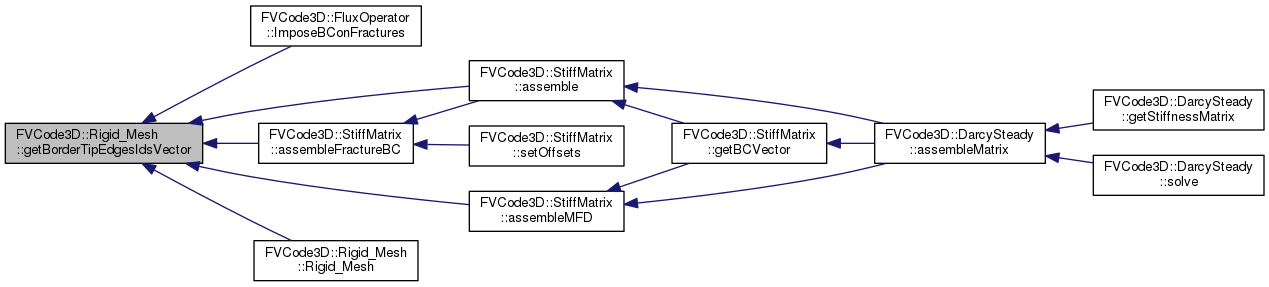 FVCode3D::FluxOperator
::ImposeBConFractures
FVCode3D::StiffMatrix
::assemble
FVCode3D::DarcySteady
::getStiffnessMatrix
FVCode3D::Rigid_Mesh
::getBorderTipEdgesIdsVector
FVCode3D::StiffMatrix
::assembleFractureBC
FVCode3D::StiffMatrix
::setOffsets
FVCode3D::StiffMatrix
::getBCVector
FVCode3D::DarcySteady
::assembleMatrix
FVCode3D::DarcySteady
::solve
FVCode3D::StiffMatrix
::assembleMFD
FVCode3D::Rigid_Mesh
::Rigid_Mesh